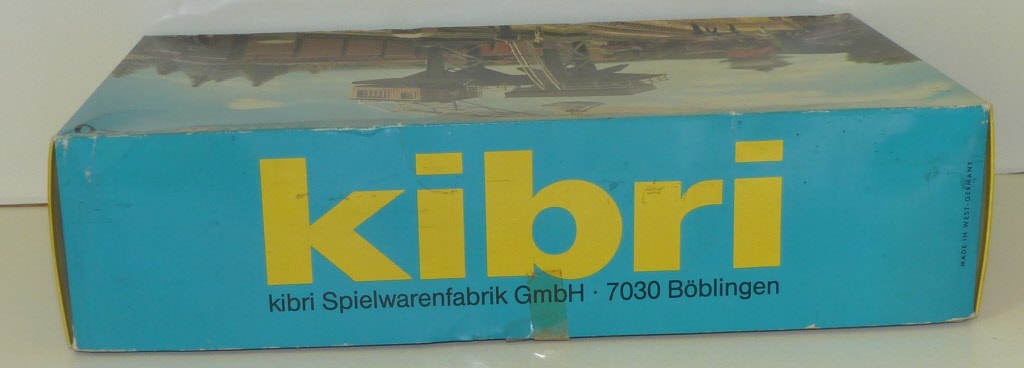 kibri
kibri Spielwarenfabrik GmbH · 7030 Böblingen
MADE IN WEST-GERMANY